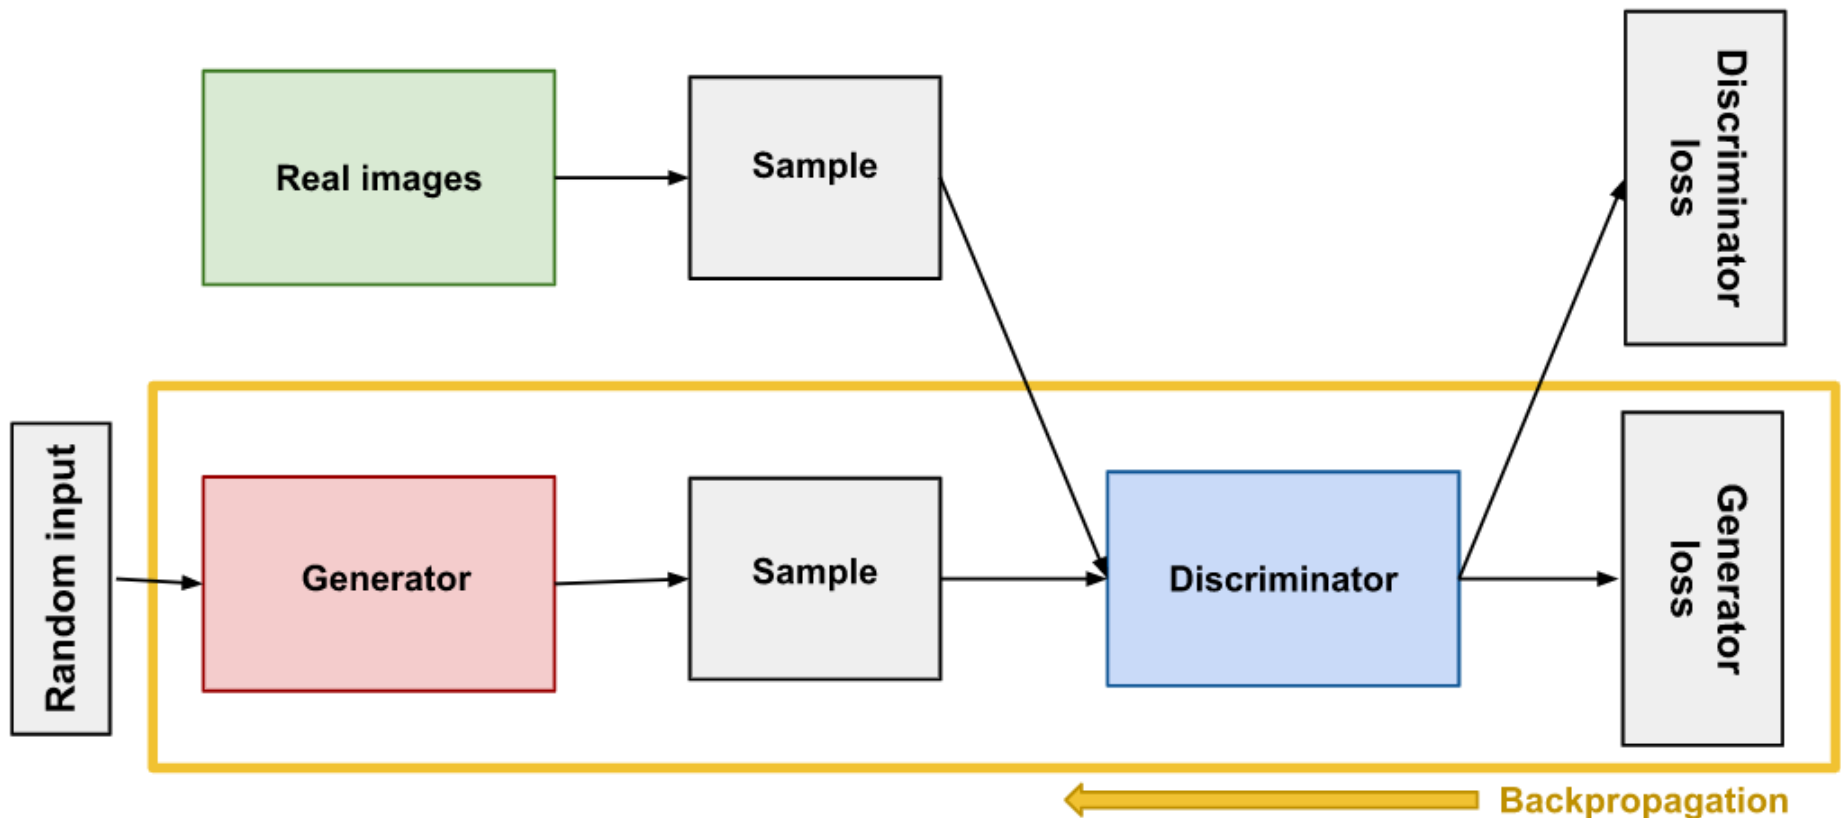 Real images
Sample
Discriminator
loss
Random input
Generator
Sample
Discriminator
Generator
loss
Backpropagation